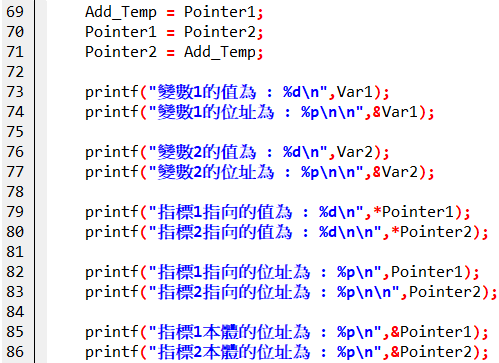 69 Add_Temp = Pointer1;
70 Pointer1 = Pointer2;
71 Pointer2 = Add_Temp;
72
73 printf("變數1的值為 : %d\n",Var1);
74 printf("變數1的位址為 : %p\n\n",&Var1);
75
76 printf("變數2的值為 : %d\n",Var2);
77 printf("變數2的位址為 : %p\n\n",&Var2);
78
79 printf("指標1指向的值為 : %d\n",*Pointer1);
80 printf("指標2指向的值為 : %d\n\n",*Pointer2);
81
82 printf("指標1指向的位址為 : %p\n",Pointer1);
83 printf("指標2指向的位址為 : %p\n\n",Pointer2);
84
85 printf("指標1本體的位址為 : %p\n",&Pointer1);
86 printf("指標2本體的位址為 : %p\n",&Pointer2);